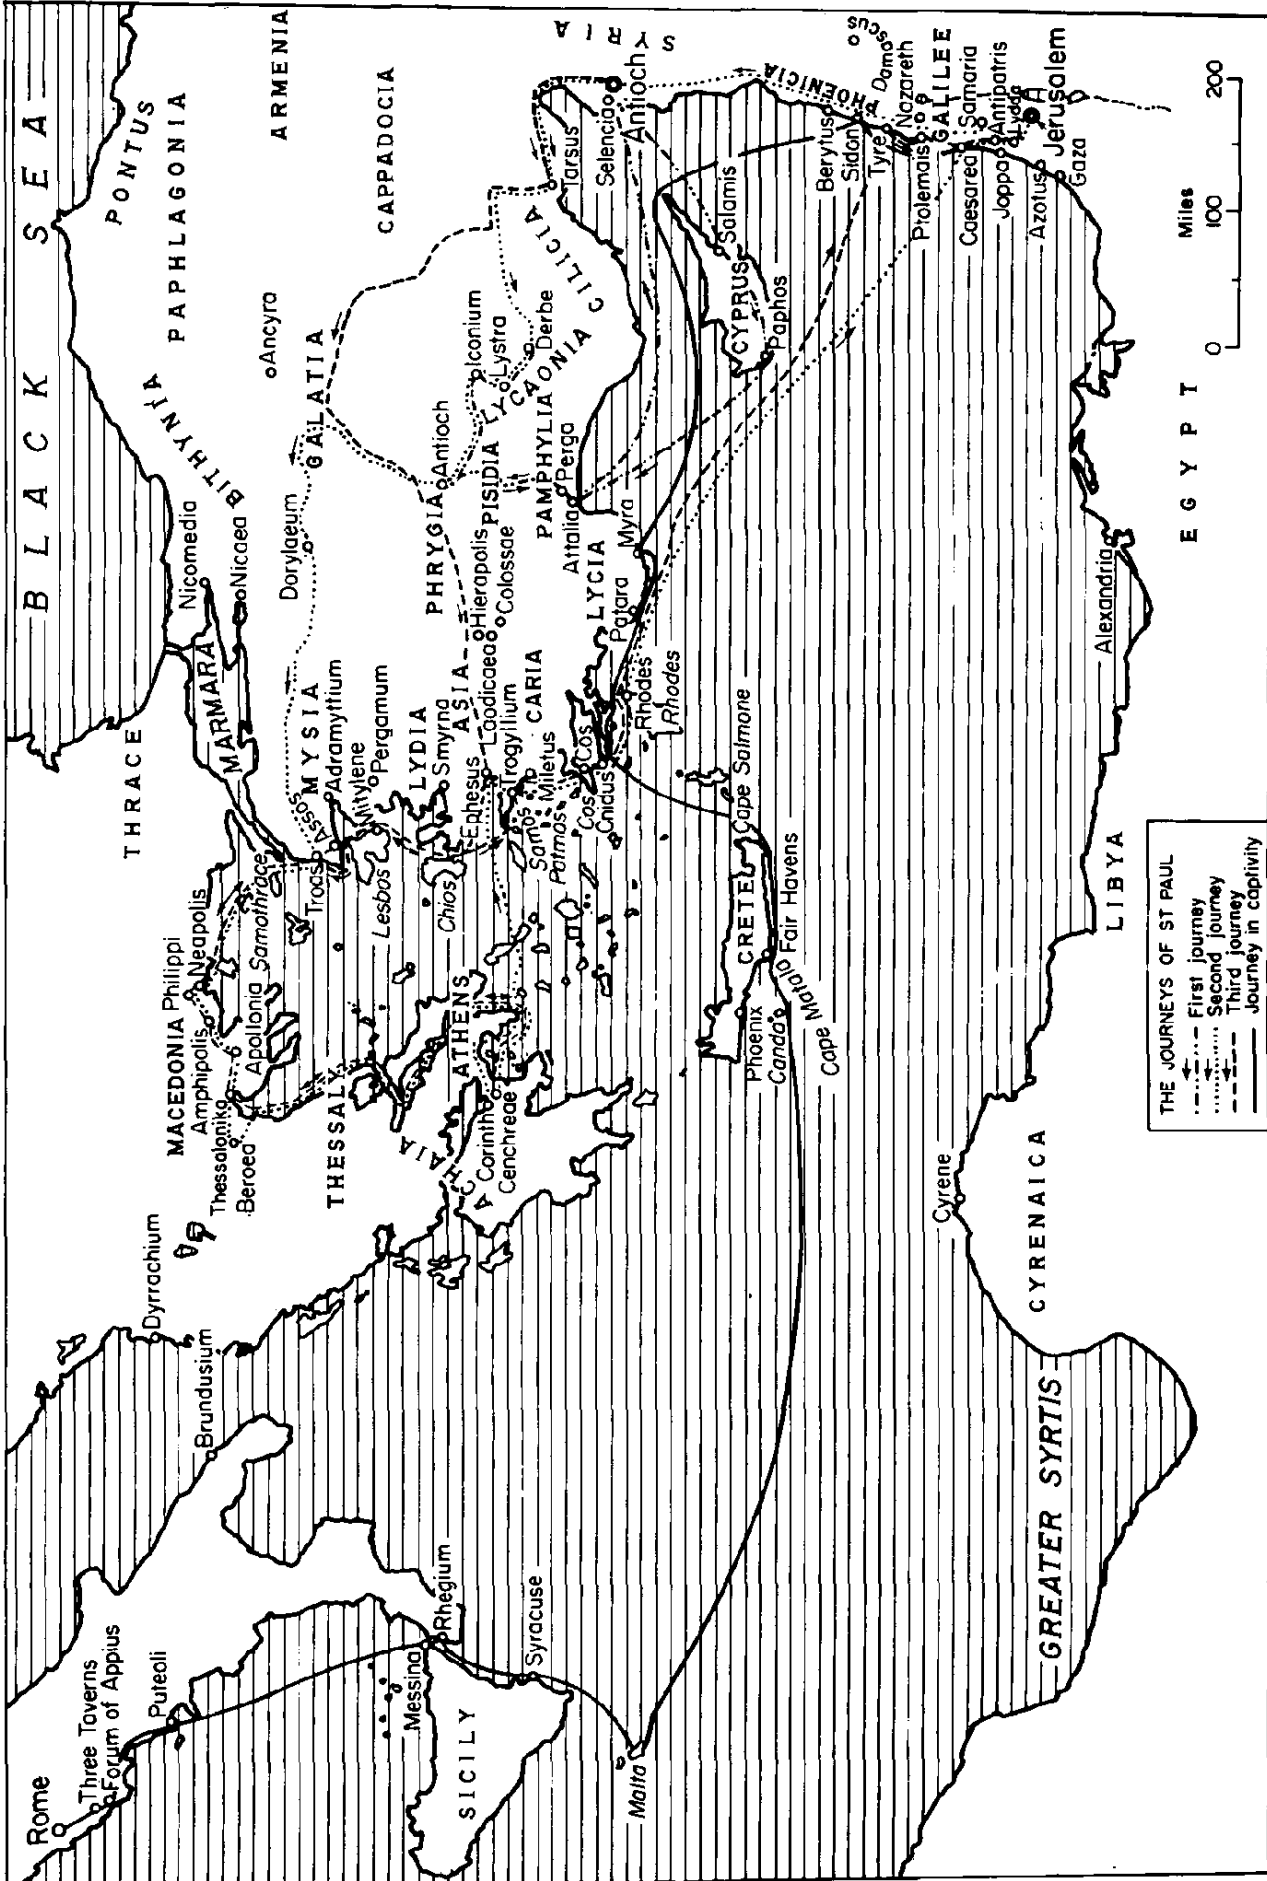 BLACK SEA
Rome
Three Taverns
Forum of Appius
Puteoli
Brundusium
Dyrrachium
MACEDONIA
Philippi
Neapolis
Amphipolis
Apollonia
Samothrace
Thessalonika
Beroea
THRACE
MARMARA
Nicomedia
Nicaea
BITHYNIA
PAPHLAGONIA
PONTUS
ARMENIA
Ancyra
GALATIA
CAPPADOCIA
Dorylaeum
MYSIA
Troas
Assos
Adramyttium
Mitylene
Pergamum
Lesbos
THESSALY
LYDIA
Smyrna
Chios
ASIA
PHRYGIA
Antioch
Hierapolis
Laodicaea
Colossae
PISIDIA
Iconium
Lystra
Derbe
LYCAONIA
CILICIA
Tarsus
Selencia
Antioch
SYRIA
PAMPHYLIA
Perga
Attalia
Ephesus
Trogyllium
CARIA
Samos
Miletus
Patmos
ATHENS
ACHAIA
Corinth
Cenchreae
Messina
Rhegium
SICILY
Syracuse
Malta
Cos
Cos
Cnidus
LYCIA
Patara
Myra
Rhodes
Rhodes
CRETE
Cape Salmone
Fair Havens
Phoenix
Canda
Cape Matala
CYPRUS
Salamis
Paphos
PHOENICIA
Berytus
Sidon
Tyre
Damascus
Ptolemais
Nazareth
GALILEE
Caesarea
Samaria
Joppa
Antipatris
Lydda
Azotus
Jerusalem
Gaza
Cyrene
CYRENAICA
GREATER SYRTIS
LIBYA
Alexandria
EGYPT
Miles
0 100 200
THE JOURNEYS OF ST PAUL
First journey
Second journey
Third journey
Journey in captivity